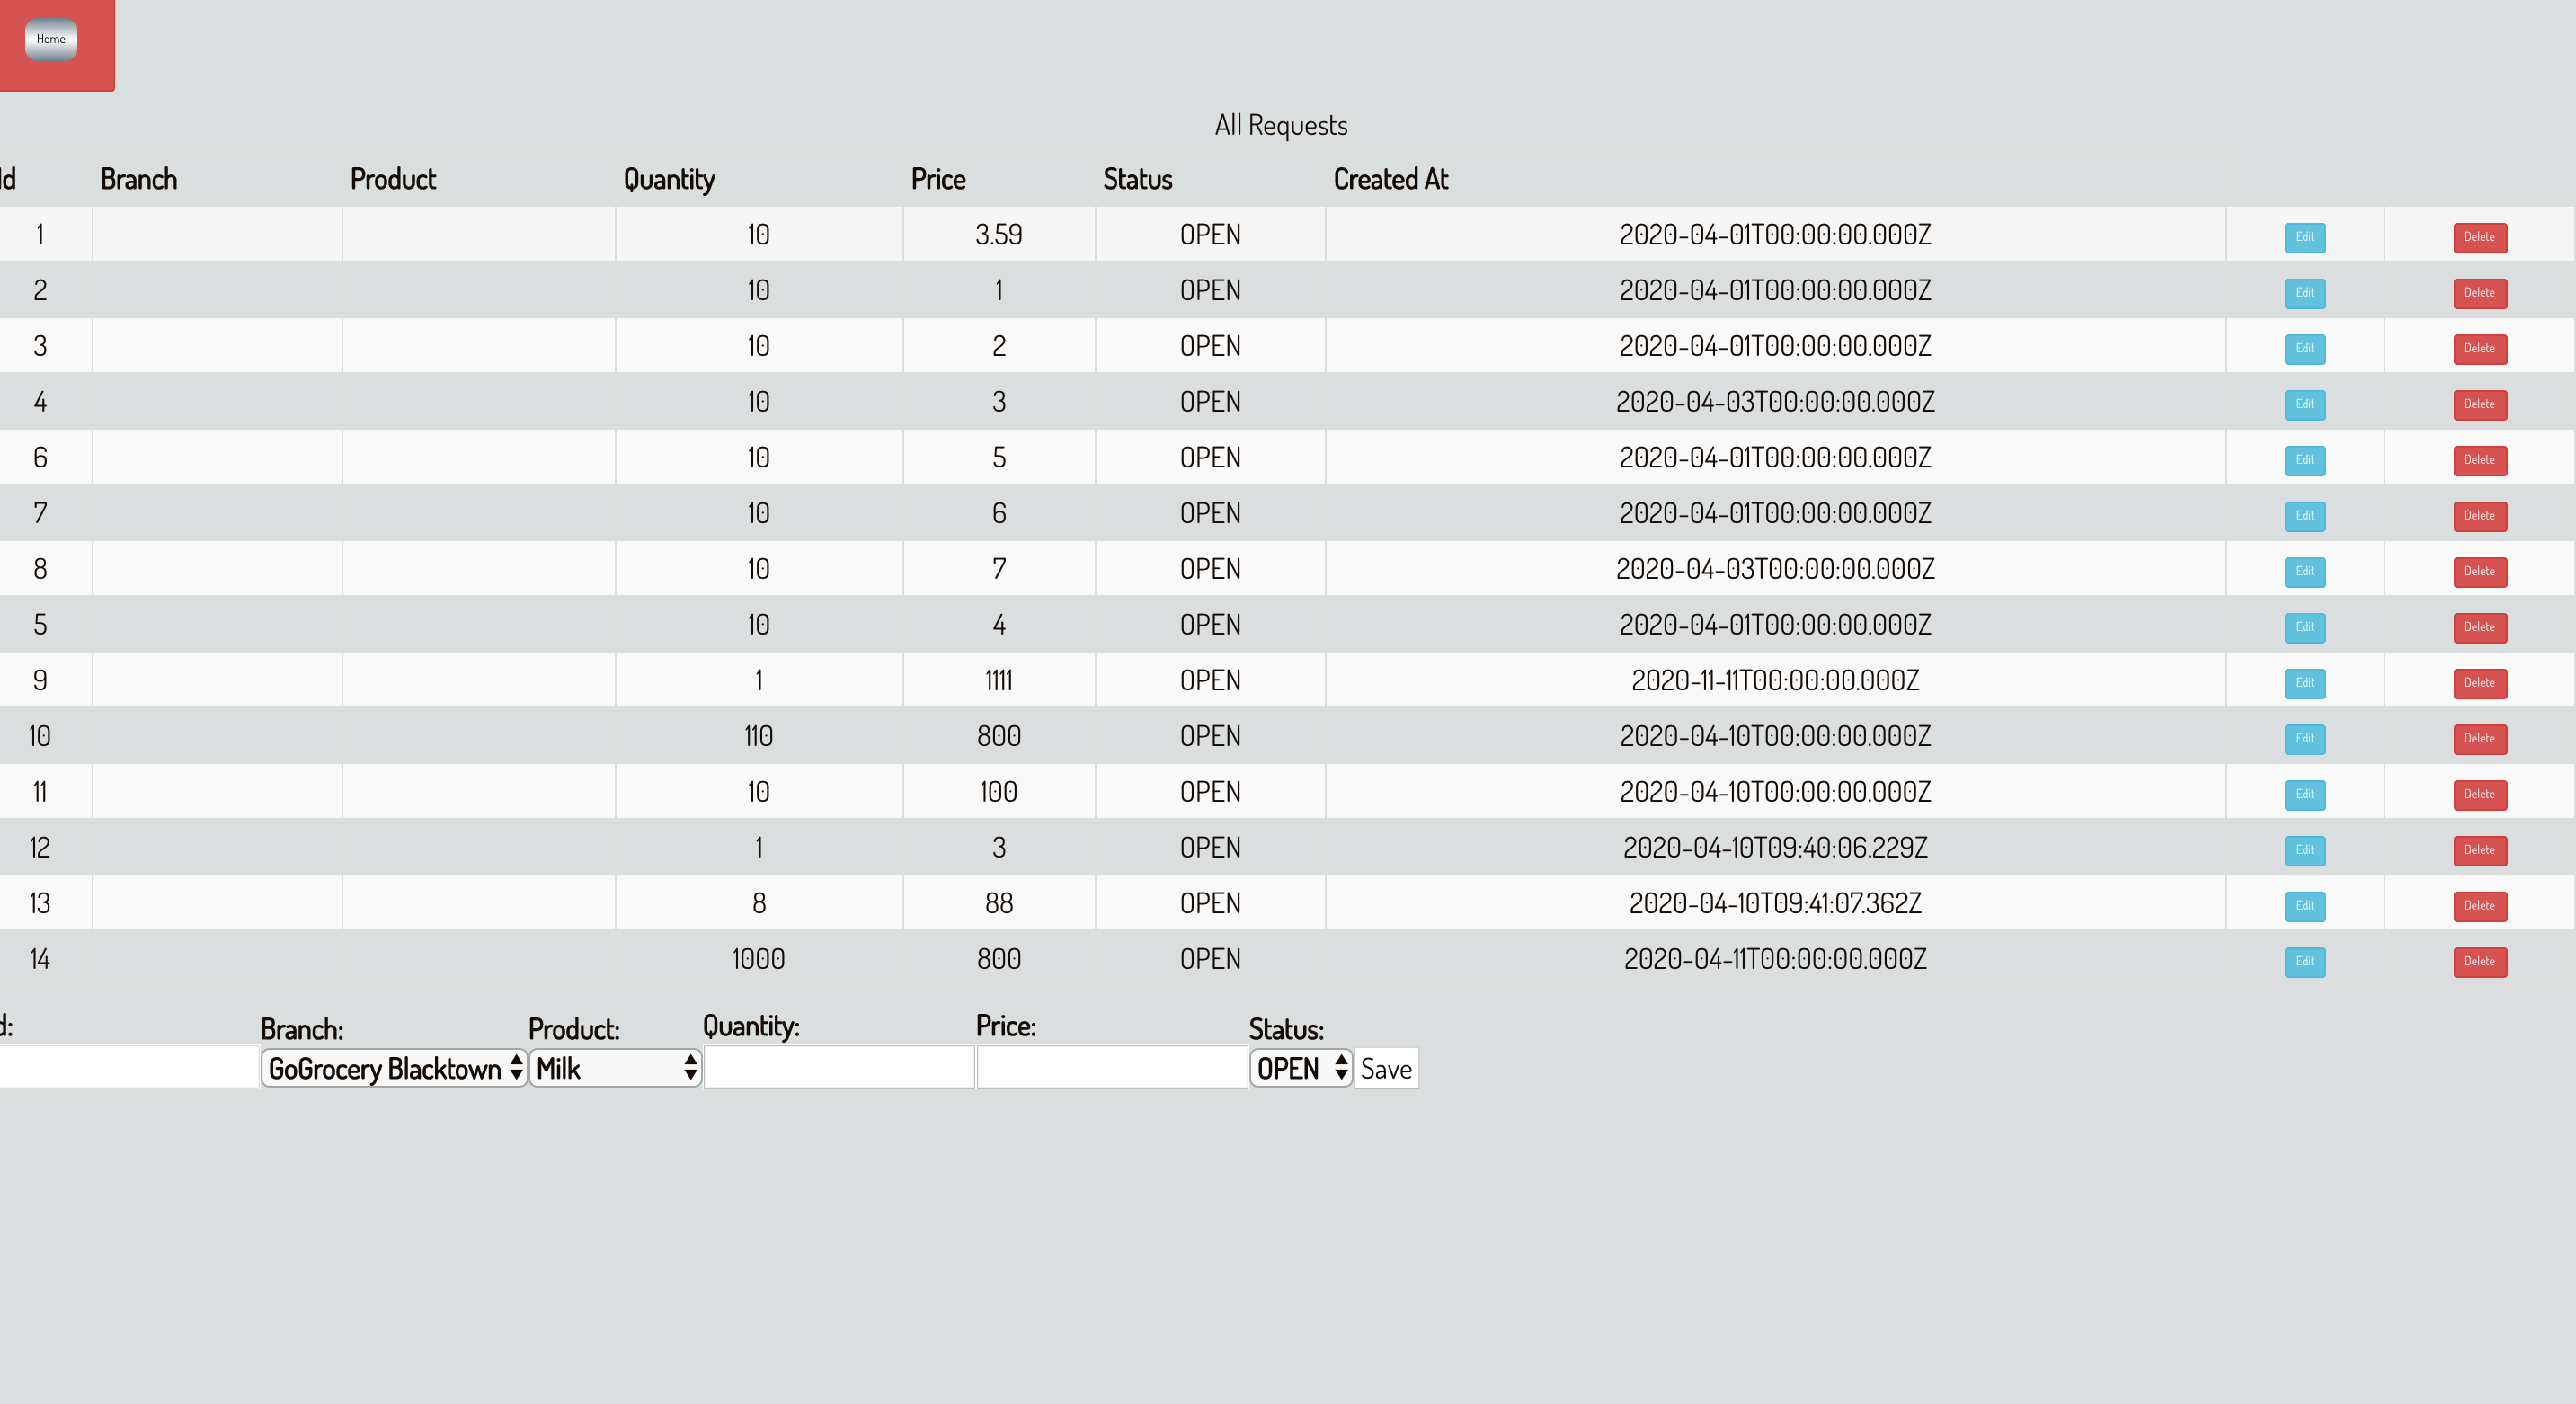 Home
All Requests
Id Branch Product Quantity Price Status Created At
1 10 3.59 OPEN 2020-04-01T00:00:00.000Z Edit Delete
2 10 1 OPEN 2020-04-01T00:00:00.000Z Edit Delete
3 10 2 OPEN 2020-04-01T00:00:00.000Z Edit Delete
4 10 3 OPEN 2020-04-03T00:00:00.000Z Edit Delete
6 10 5 OPEN 2020-04-01T00:00:00.000Z Edit Delete
7 10 6 OPEN 2020-04-01T00:00:00.000Z Edit Delete
8 10 7 OPEN 2020-04-03T00:00:00.000Z Edit Delete
5 10 4 OPEN 2020-04-01T00:00:00.000Z Edit Delete
9 1 1111 OPEN 2020-11-11T00:00:00.000Z Edit Delete
10 110 800 OPEN 2020-04-10T00:00:00.000Z Edit Delete
11 10 100 OPEN 2020-04-10T00:00:00.000Z Edit Delete
12 1 3 OPEN 2020-04-10T09:40:06.229Z Edit Delete
13 8 88 OPEN 2020-04-10T09:41:07.362Z Edit Delete
14 1000 800 OPEN 2020-04-11T00:00:00.000Z Edit Delete
d: Branch: Product: Quantity: Price: Status:
GoGrocery Blacktown Milk OPEN Save